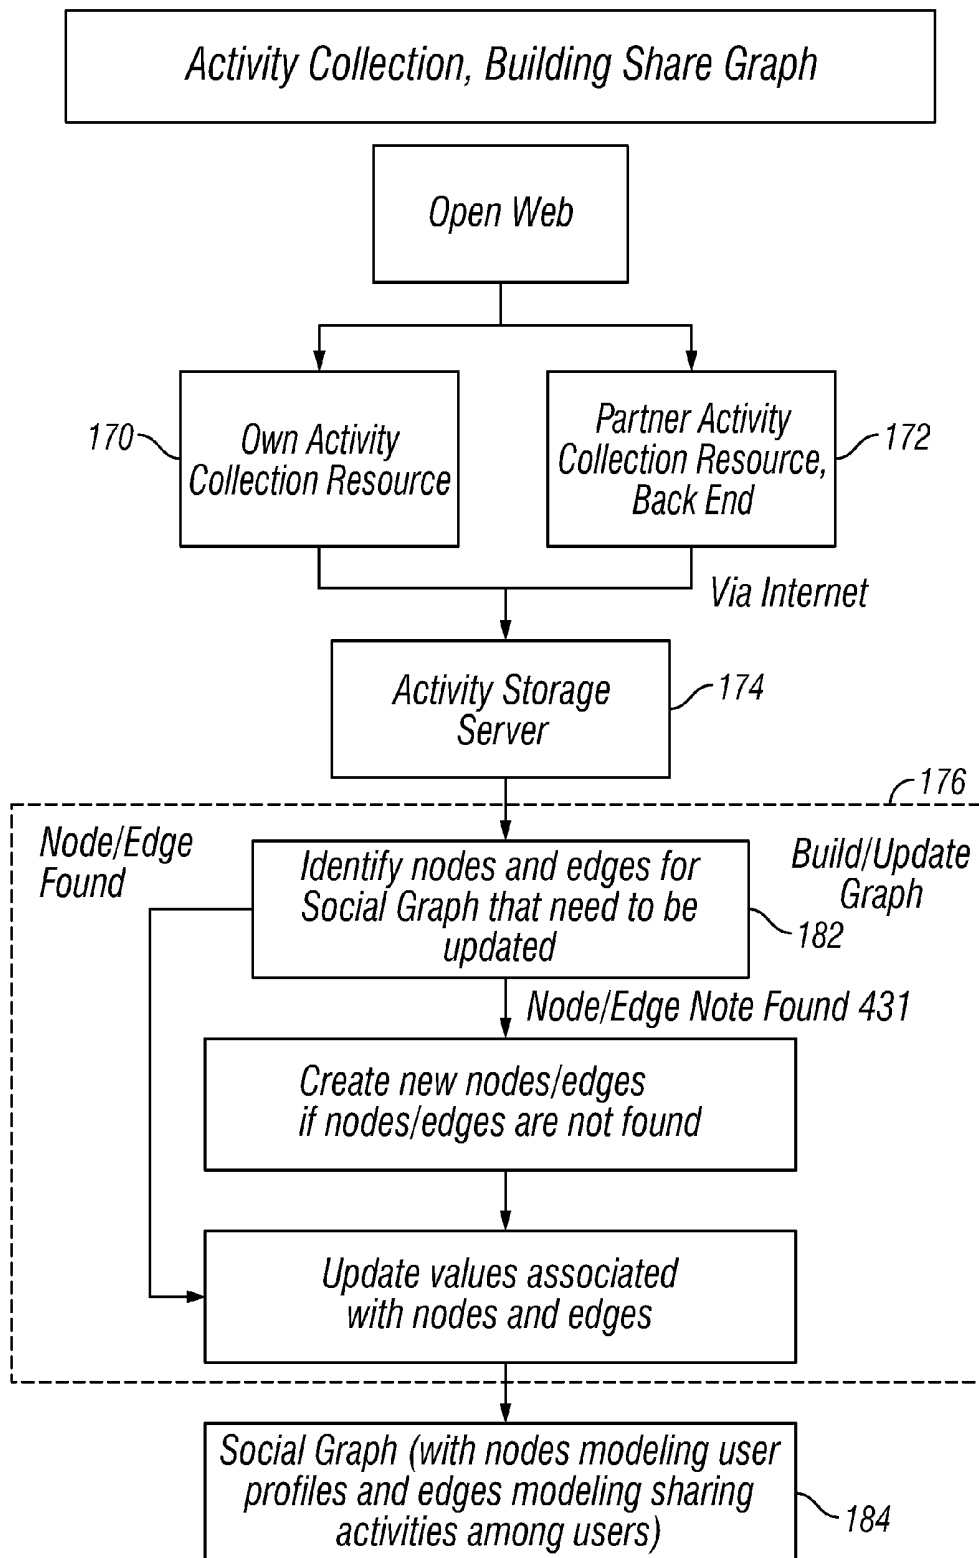 Activity Collection, Building Share Graph
Open Web
170
Own Activity
Collection Resource
Partner Activity
Collection Resource,
Back End
172
Via Internet
Activity Storage
Server
174
176
Node/Edge
Found
Identify nodes and edges for
Social Graph that need to be
updated
Build/Update
Graph
182
Node/Edge Note Found 431
Create new nodes/edges
if nodes/edges are not found
Update values associated
with nodes and edges
Social Graph (with nodes modeling user
profiles and edges modeling sharing
activities among users)
184